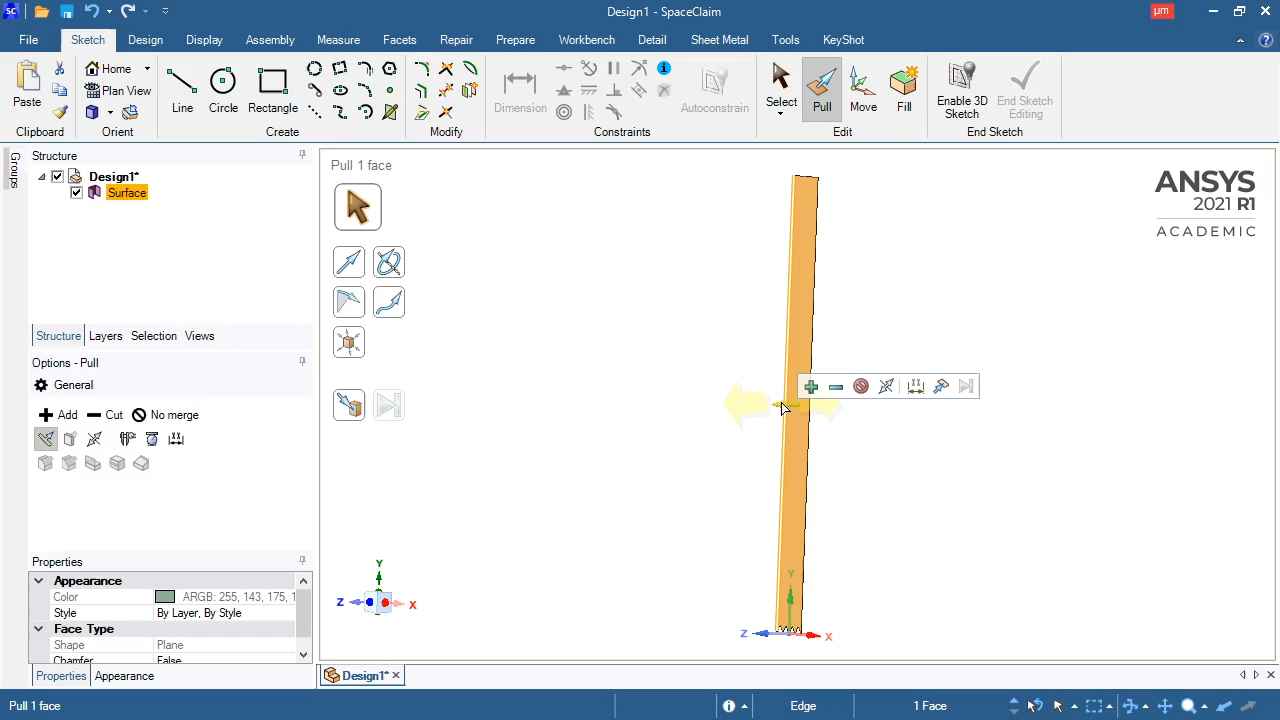 SC
Design1 - SpaceClaim
µm
File
Sketch
Design
Display
Assembly
Measure
Facets
Repair
Prepare
Workbench
Detail
Sheet Metal
Tools
KeyShot
Paste
Clipboard
Home
Plan View
Orient
Line
Circle
Rectangle
Create
Modify
Dimension
Autoconstrain
Constraints
Select
Pull
Move
Fill
Edit
Enable 3D
Sketch
End Sketch
Editing
End Sketch
Groups
Structure
Design1*
Surface
Structure
Layers
Selection
Views
Options - Pull
General
Add
Cut
No merge
Properties
Appearance
Color
ARGB: 255, 143, 175, 1
Style
By Layer, By Style
Face Type
Shape
Plane
Chamfer
False
Properties
Appearance
Pull 1 face
ANSYS
2021 R1
ACADEMIC
Y
Z
X
Y
Z
X
Design1*
Pull 1 face
Edge
1 Face